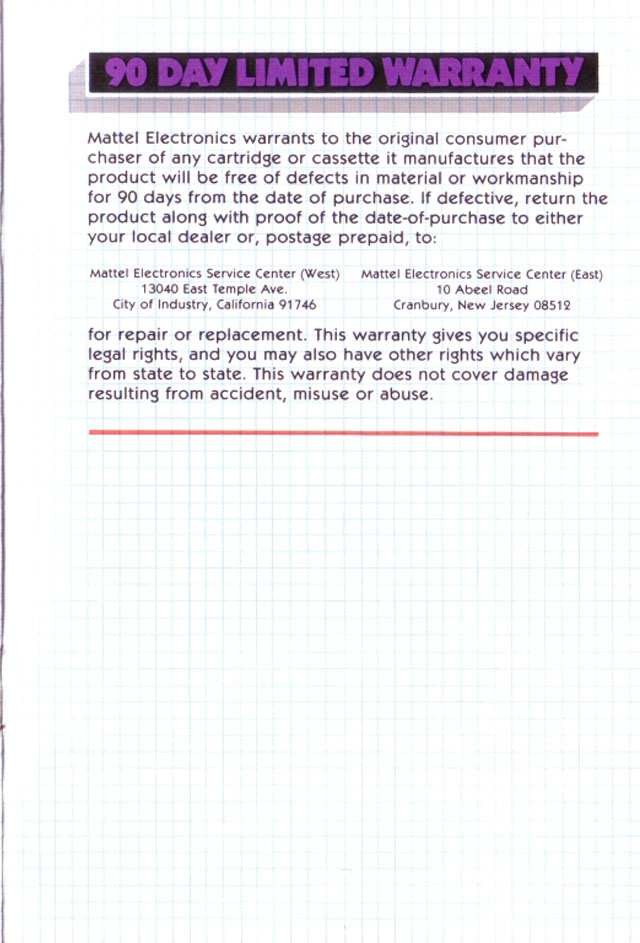 90 DAY LIMITED WARRANTY
Mattel Electronics warrants to the original consumer pur-
chaser of any cartridge or cassette it manufactures that the
product will be free of defects in material or workmanship
for 90 days from the date of purchase. If defective, return the
product along with proof of the date-of-purchase to either
your local dealer or, postage prepaid, to:
Mattel Electronics Service Center (West)
13040 East Temple Ave.
City of Industry, California 91746
Mattel Electronics Service Center (East)
10 Abeel Road
Cranbury, New Jersey 08512
for repair or replacement. This warranty gives you specific
legal rights, and you may also have other rights which vary
from state to state. This warranty does not cover damage
resulting from accident, misuse or abuse.